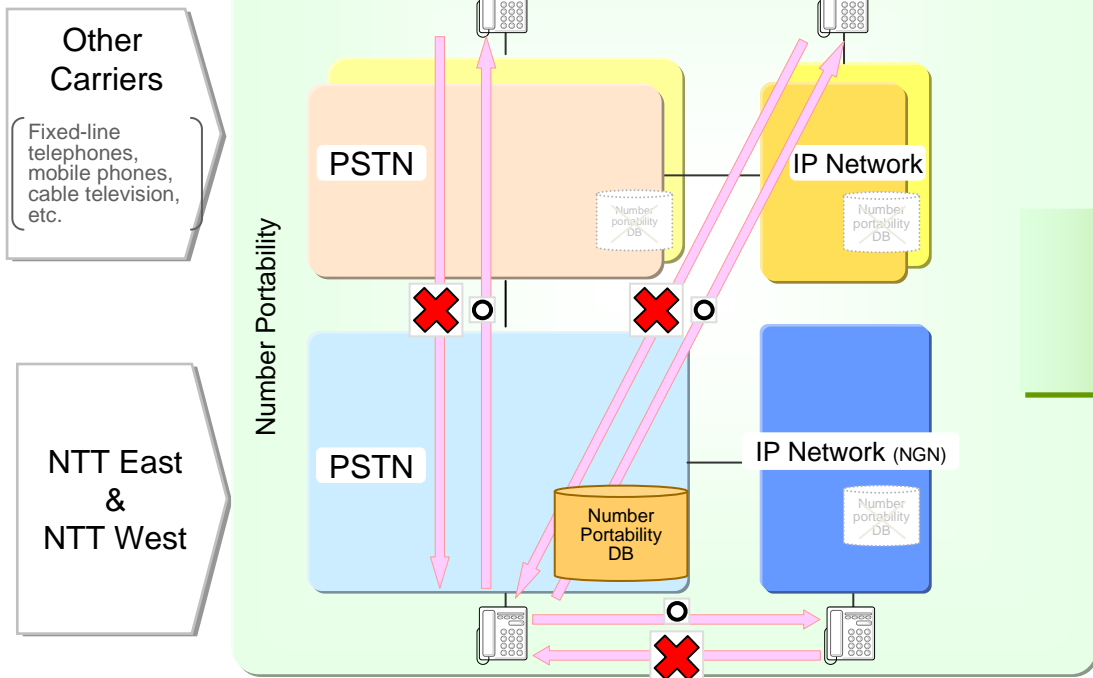 Other
Carriers
Fixed-line
telephones,
mobile phones,
cable television,
etc.
NTT East
&
NTT West
Number Portability
PSTN
Number
portability
DB
IP Network
Number
portability
DB
PSTN
Number
Portability
DB
IP Network (NGN)
Number
portability
DB